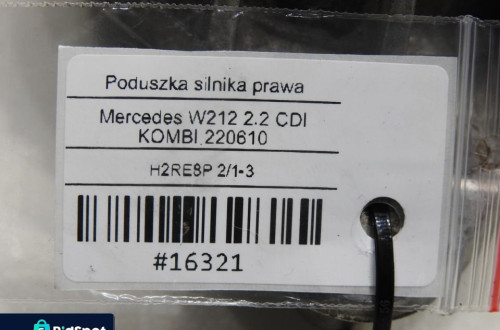 Poduszka silnika prawa
Mercedes W212 2.2 CDI
KOMBI 220610
H2RE8P 2/1-3
#16321